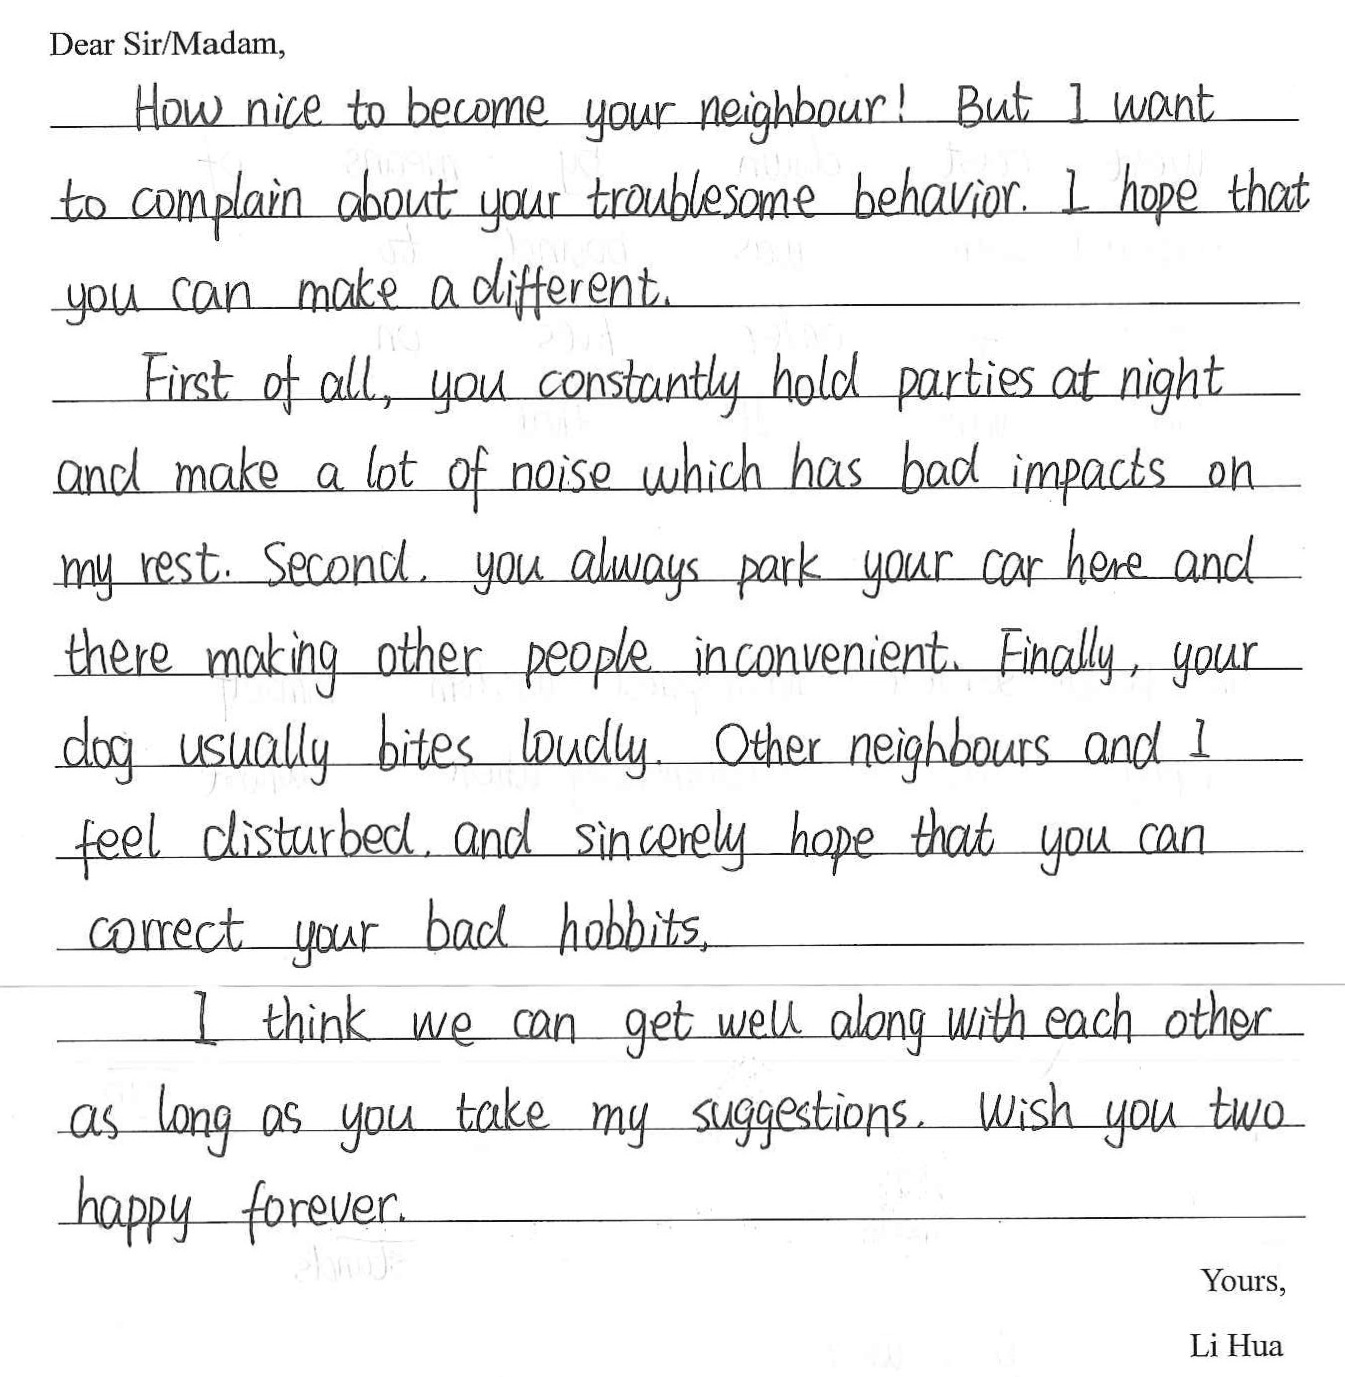 Dear Sir/Madam,
How nice to become your neighbour! But I want
to complain about your troublesome behavior. I hope that
you can make a different.
First of all, you constantly hold parties at night
and make a lot of noise which has bad impacts on
my rest. Second. you always park your car here and
there making other people inconvenient. Finally, your
dog usually bites loudly. Other neighbours and I
feel disturbed. and sincerely hope that you can
correct your bad hobbits.
I think we can get well along with each other
as long as you take my suggestions. Wish you two
happy forever.
Yours,
Li Hua